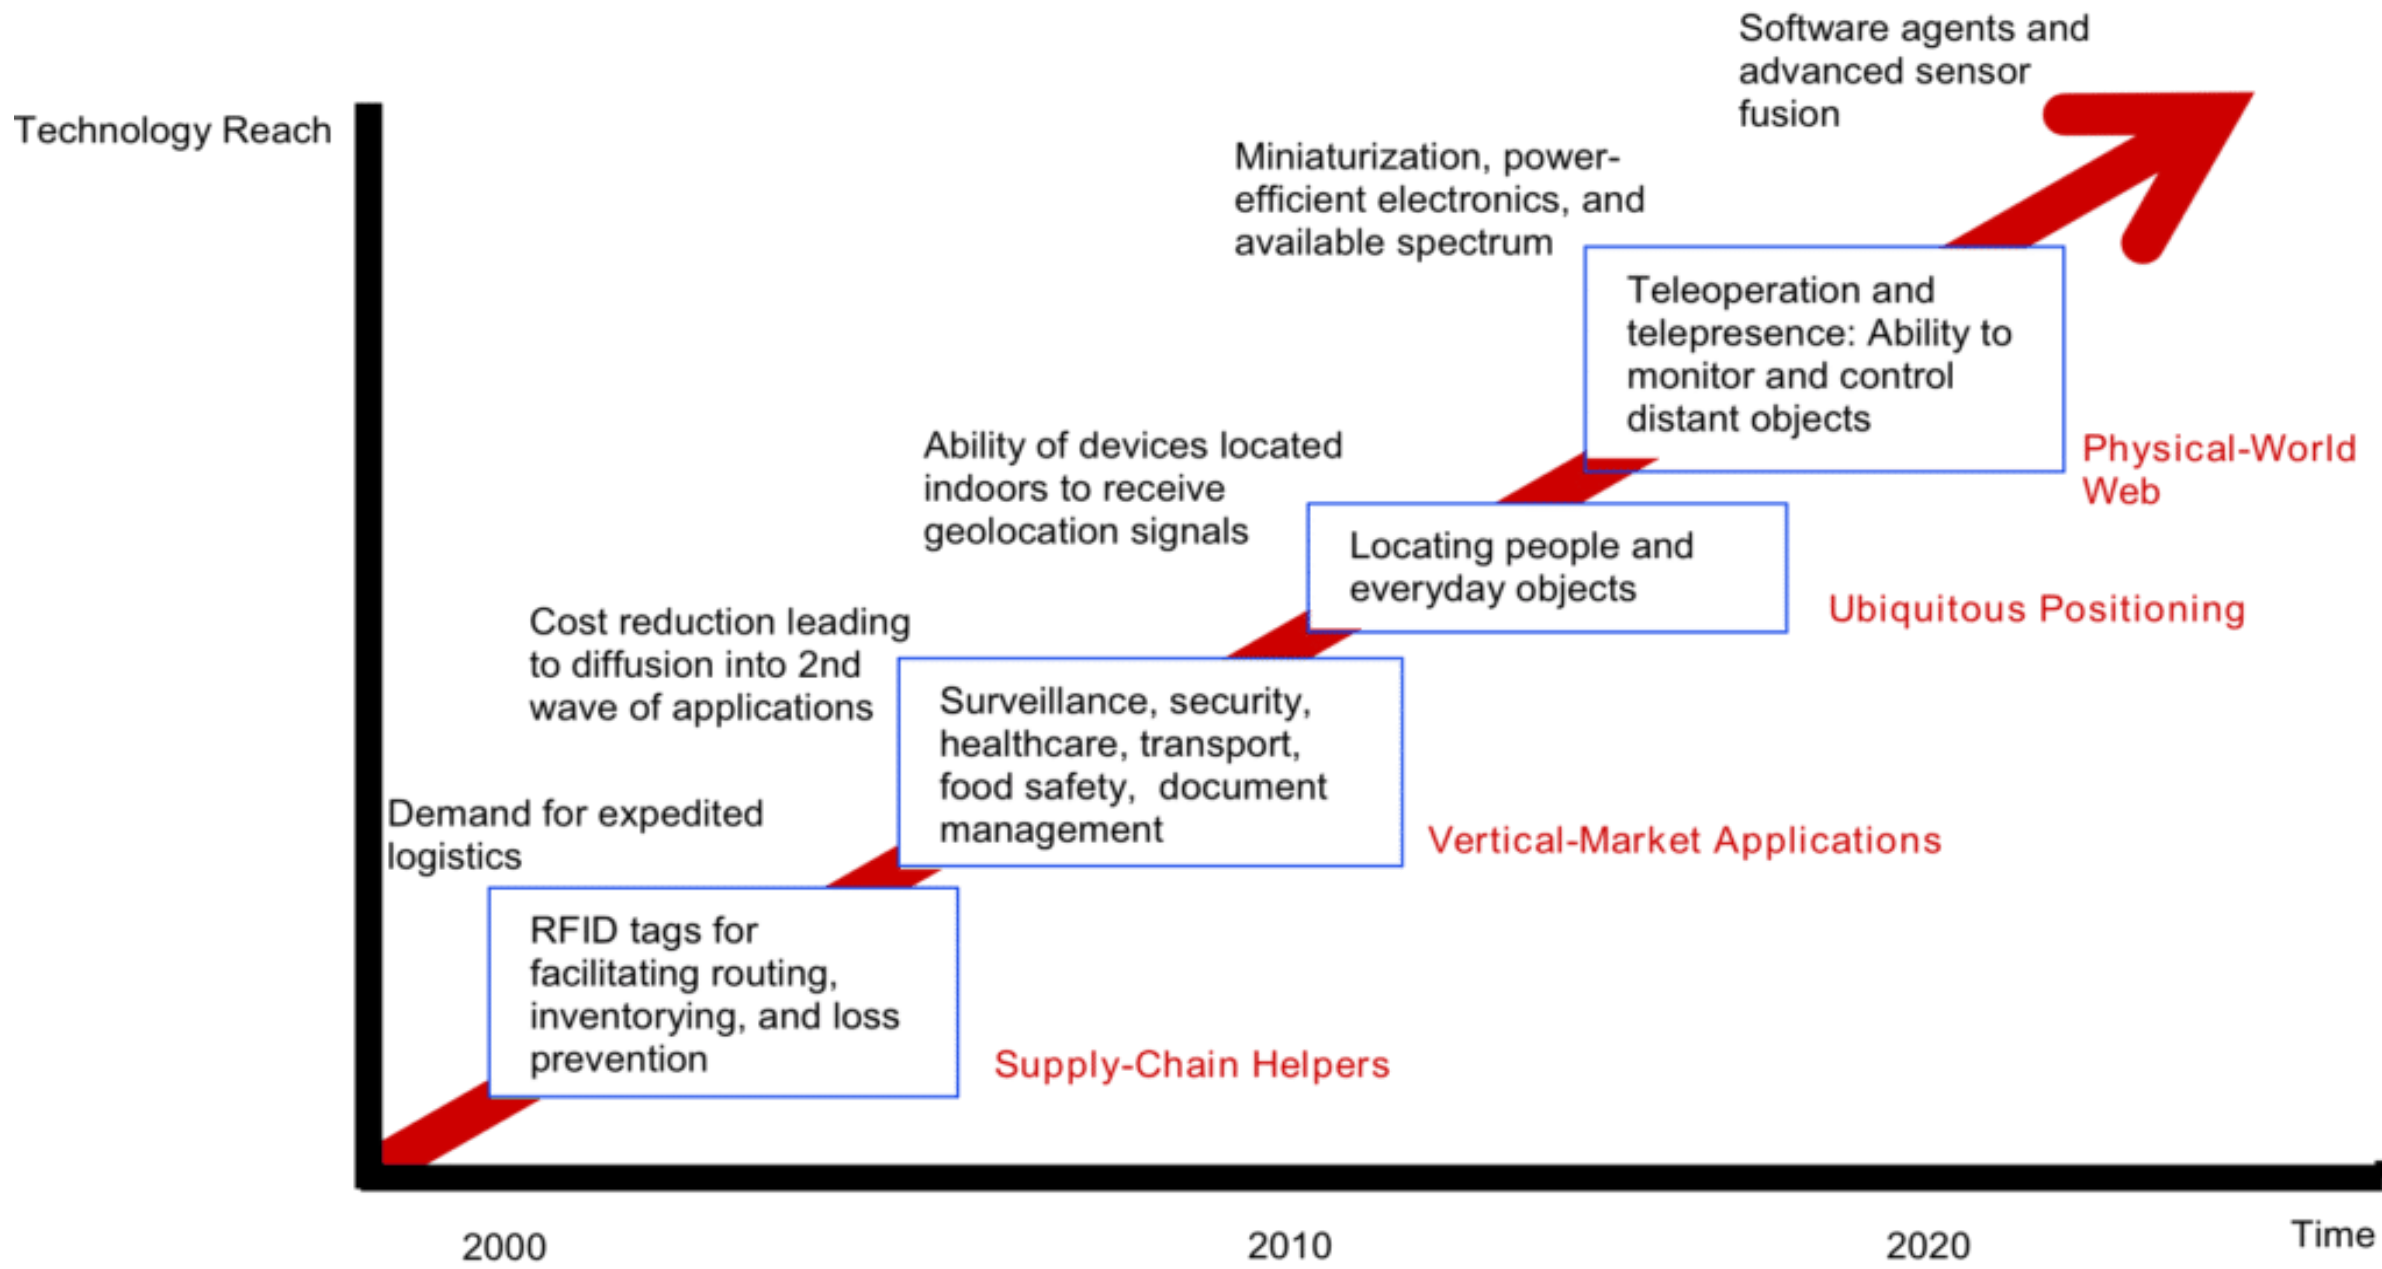 Software agents and
advanced sensor
fusion
Technology Reach
Miniaturization, power-
efficient electronics, and
available spectrum
Teleoperation and
telepresence: Ability to
monitor and control
distant objects
Physical-World
Web
Ability of devices located
indoors to receive
geolocation signals
Locating people and
everyday objects
Ubiquitous Positioning
Cost reduction leading
to diffusion into 2nd
wave of applications
Surveillance, security,
healthcare, transport,
food safety,  document
management
Vertical-Market Applications
Demand for expedited
logistics
RFID tags for
facilitating routing,
inventorying, and loss
prevention
Supply-Chain Helpers
2000
2010
2020
Time